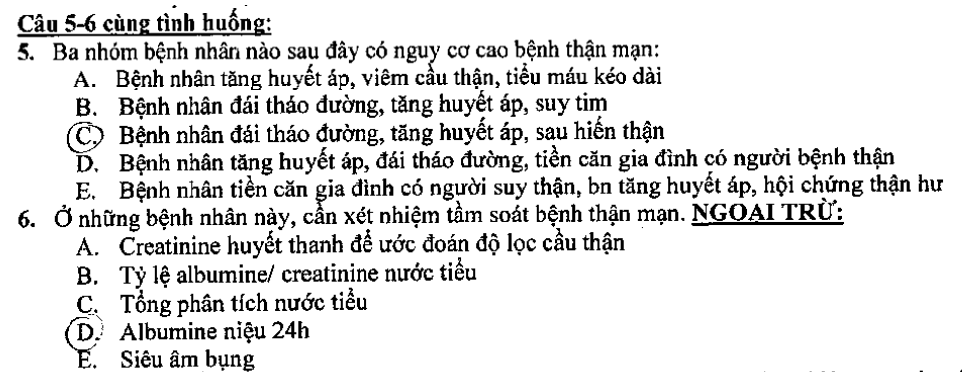 Câu 5-6 cùng tình huống:
5. Ba nhóm bệnh nhân nào sau đây có nguy cơ cao bệnh thận mạn:
A. Bệnh nhân tăng huyết áp, viêm cầu thận, tiểu máu kéo dài
B. Bệnh nhân đái tháo đường, tăng huyết áp, suy tim
C. Bệnh nhân đái tháo đường, tăng huyết áp, sau hiến thận
D. Bệnh nhân tăng huyết áp, đái tháo đường, tiền căn gia đình có người bệnh thận
E. Bệnh nhân tiền căn gia đình có người suy thận, bn tăng huyết áp, hội chứng thận hư
6. Ở những bệnh nhân này, cần xét nhiệm tầm soát bệnh thận mạn. NGOẠI TRỪ:
A. Creatinine huyết thanh để ước đoán độ lọc cầu thận
B. Tỷ lệ albumine/ creatinine nước tiểu
C. Tổng phân tích nước tiểu
D. Albumine niệu 24h
E. Siêu âm bụng